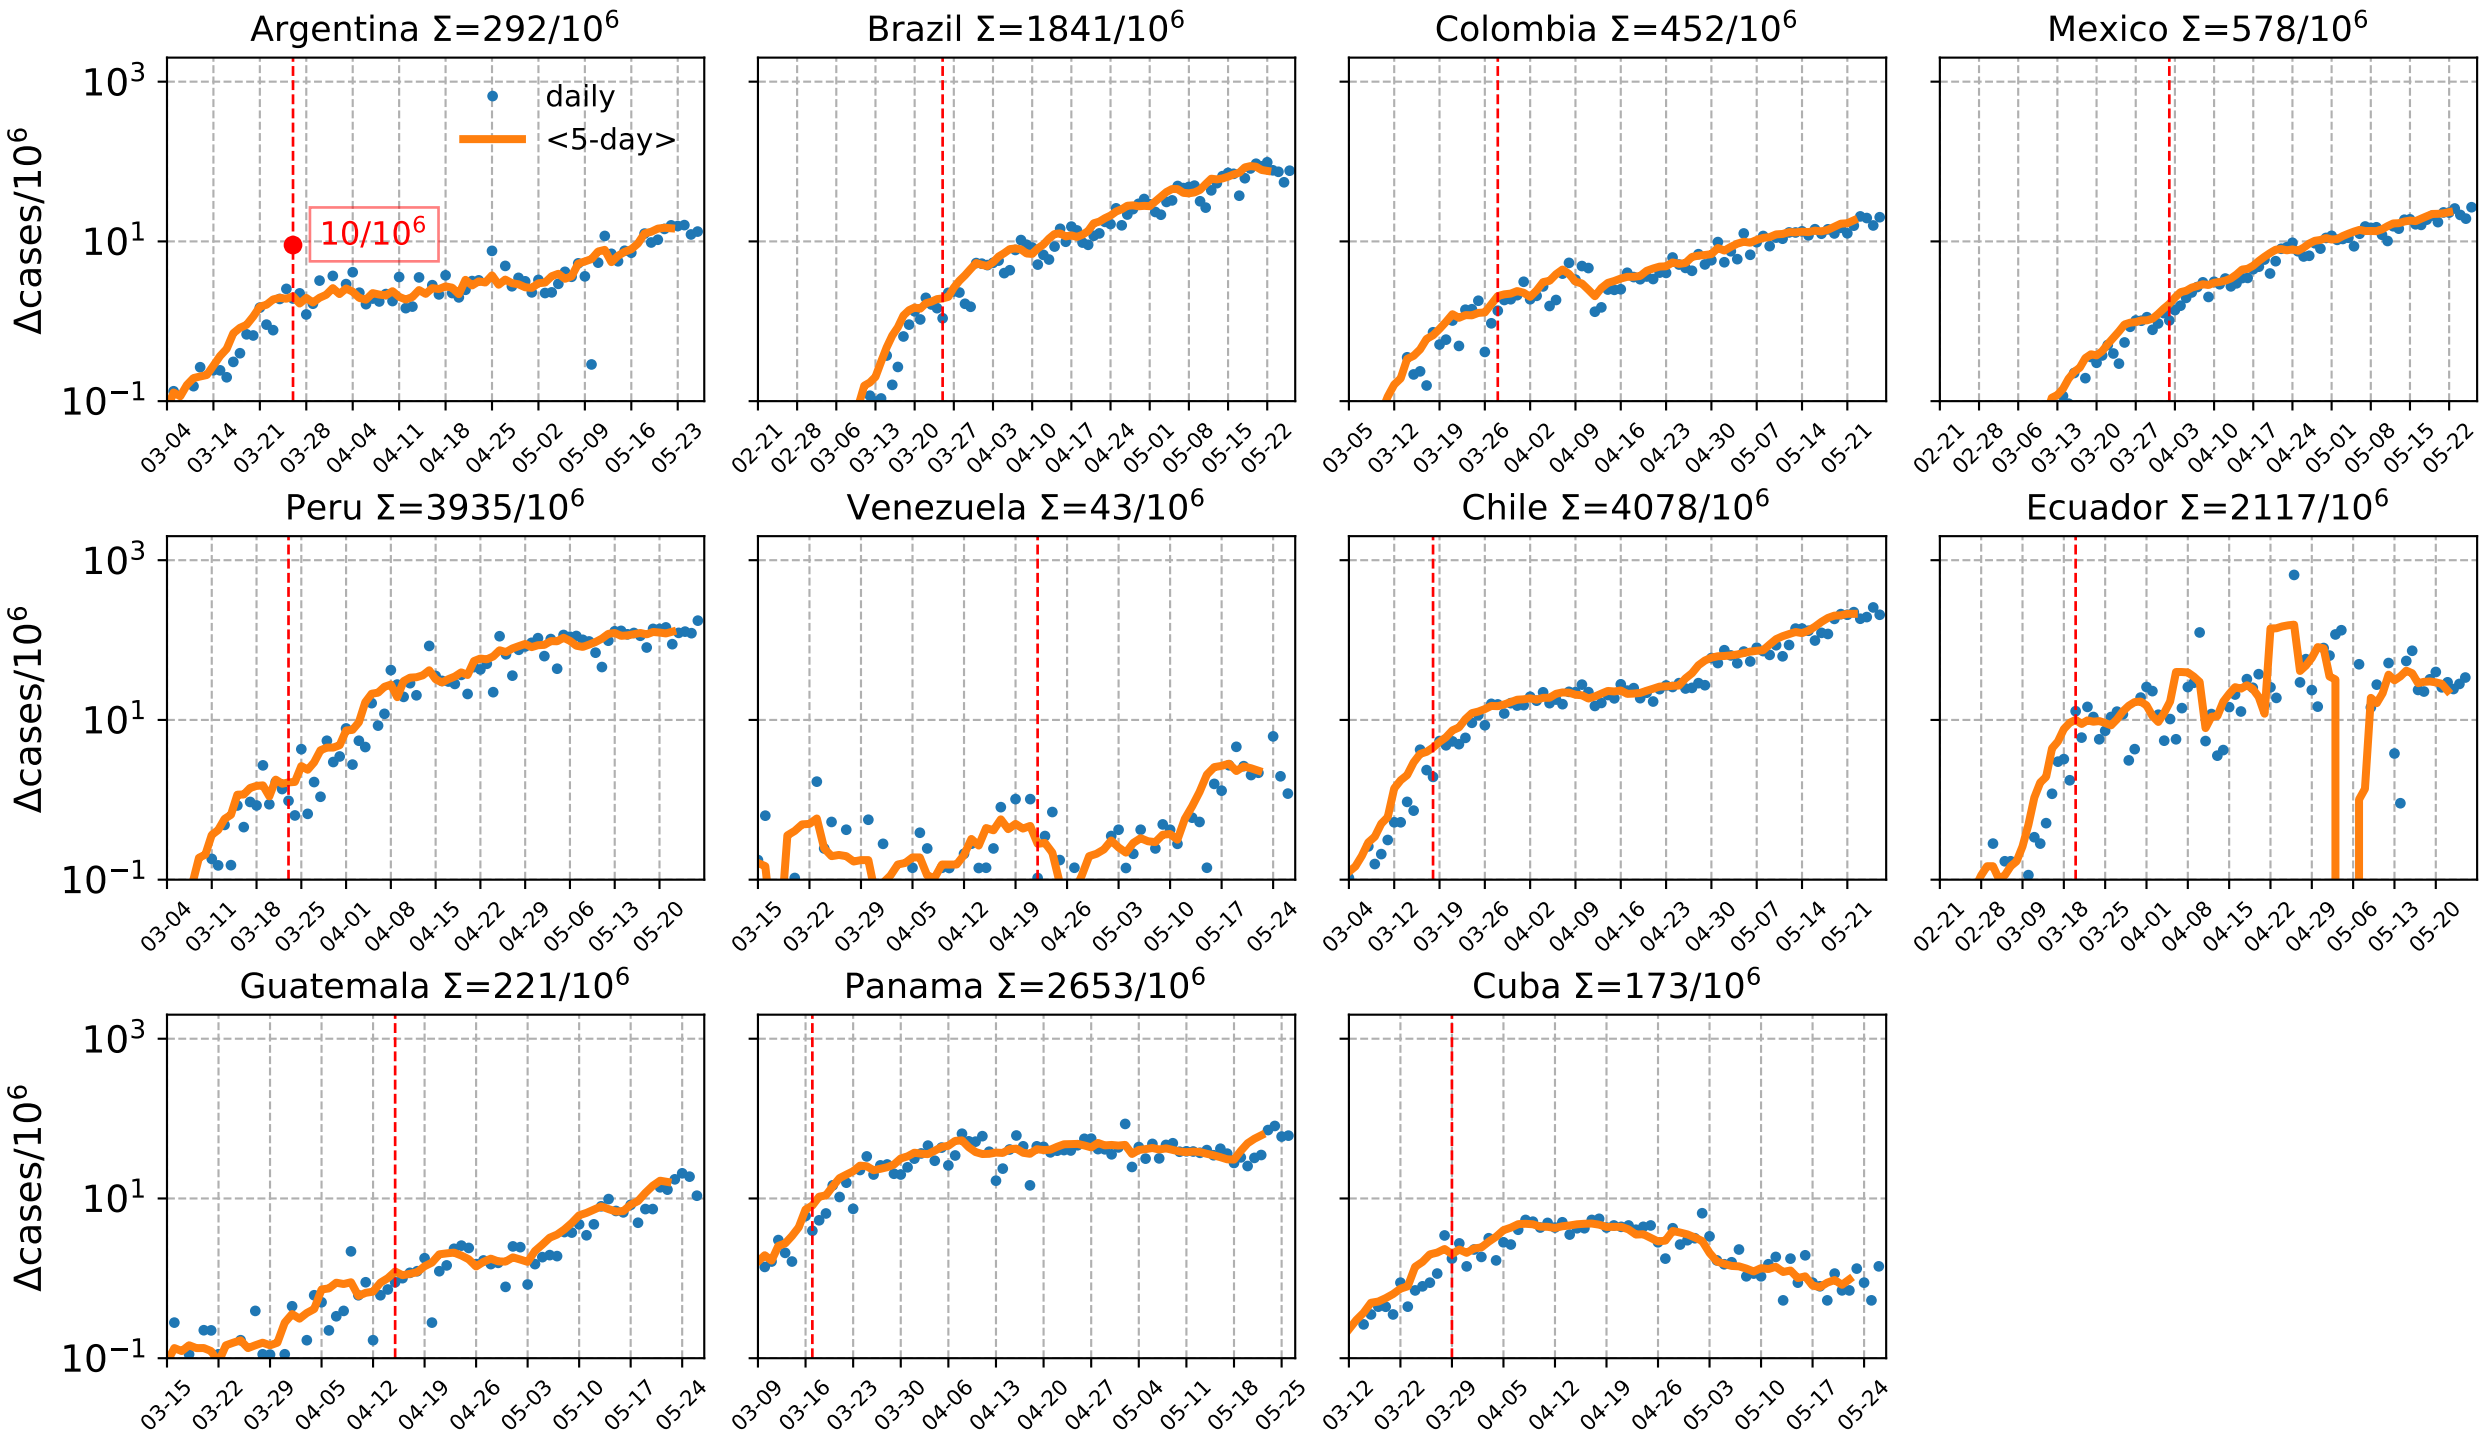 Argentina Σ=292/10⁶
Brazil Σ=1841/10⁶
Colombia Σ=452/10⁶
Mexico Σ=578/10⁶
Δcases/10⁶
10³
10¹
10⁻¹
daily
<5-day>
10/10⁶
03-04 03-14 03-21 03-28 04-04 04-11 04-18 04-25 05-02 05-09 05-16 05-23
02-21 02-28 03-06 03-13 03-20 03-27 04-03 04-10 04-17 04-24 05-01 05-08 05-15 05-22
03-05 03-12 03-19 03-26 04-02 04-09 04-16 04-23 04-30 05-07 05-14 05-21
02-21 02-28 03-06 03-13 03-20 03-27 04-03 04-10 04-17 04-24 05-01 05-08 05-15 05-22
Peru Σ=3935/10⁶
Venezuela Σ=43/10⁶
Chile Σ=4078/10⁶
Ecuador Σ=2117/10⁶
Δcases/10⁶
10³
10¹
10⁻¹
03-04 03-11 03-18 03-25 04-01 04-08 04-15 04-22 04-29 05-06 05-13 05-20
03-15 03-22 03-29 04-05 04-12 04-19 04-26 05-03 05-10 05-17 05-24
03-04 03-12 03-19 03-26 04-02 04-09 04-16 04-23 04-30 05-07 05-14 05-21
02-21 02-28 03-09 03-18 03-25 04-01 04-08 04-15 04-22 04-29 05-06 05-13 05-20
Guatemala Σ=221/10⁶
Panama Σ=2653/10⁶
Cuba Σ=173/10⁶
Δcases/10⁶
10³
10¹
10⁻¹
03-15 03-22 03-29 04-05 04-12 04-19 04-26 05-03 05-10 05-17 05-24
03-09 03-16 03-23 03-30 04-06 04-13 04-20 04-27 05-04 05-11 05-18 05-25
03-12 03-22 03-29 04-05 04-12 04-19 04-26 05-03 05-10 05-17 05-24